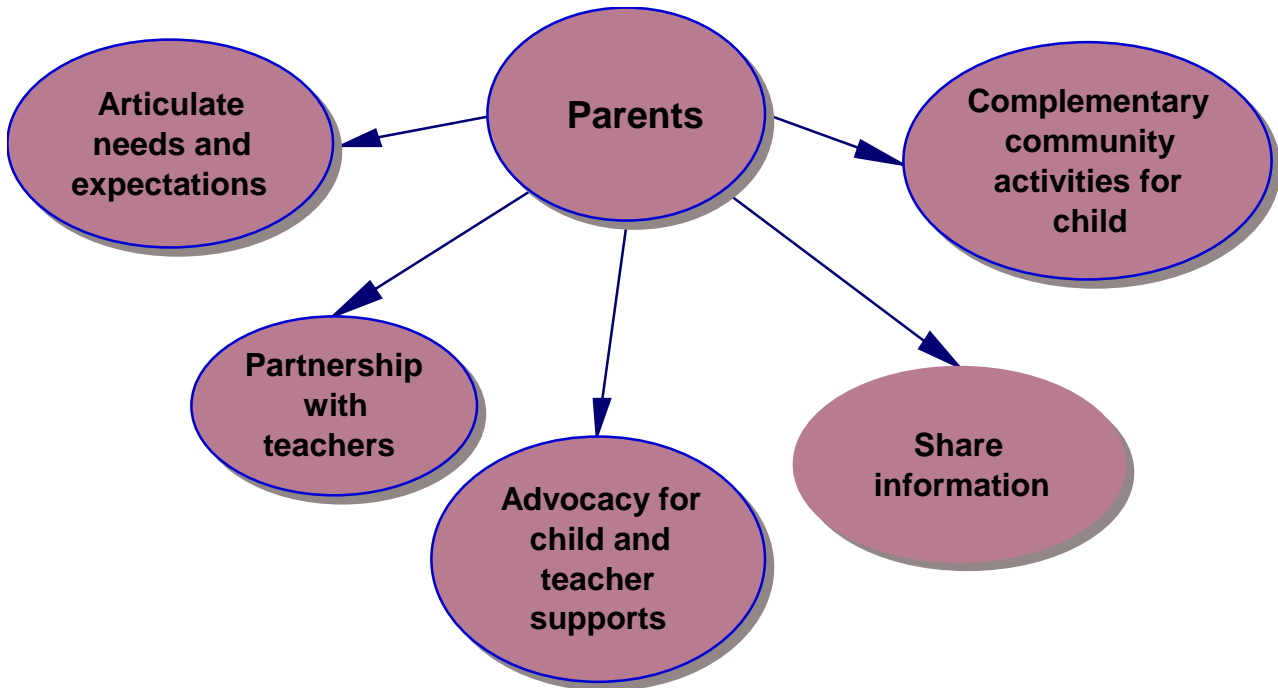 Parents
Articulate
needs and
expectations
Partnership
with
teachers
Advocacy for
child and
teacher
supports
Share
information
Complementary
community
activities for
child